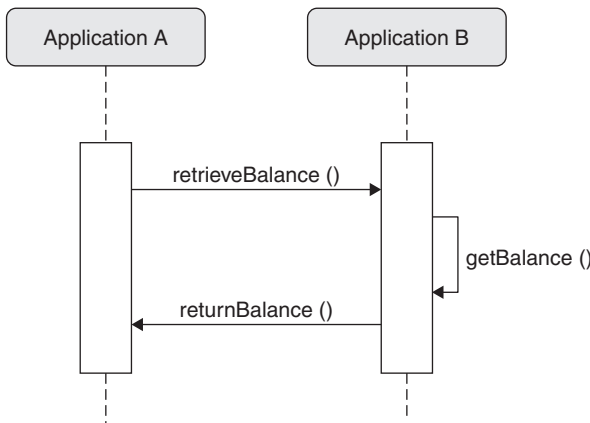 Application A
Application B
retrieveBalance ()
getBalance ()
returnBalance ()